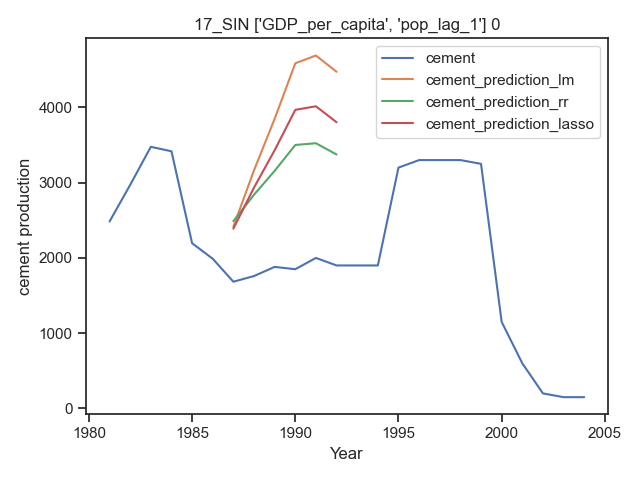 17_SIN ['GDP_per_capita', 'pop_lag_1'] 0
cement
cement_prediction_lm
cement_prediction_rr
cement_prediction_lasso
cement production
4000
3000
2000
1000
0
1980
1985
1990
1995
2000
2005
Year